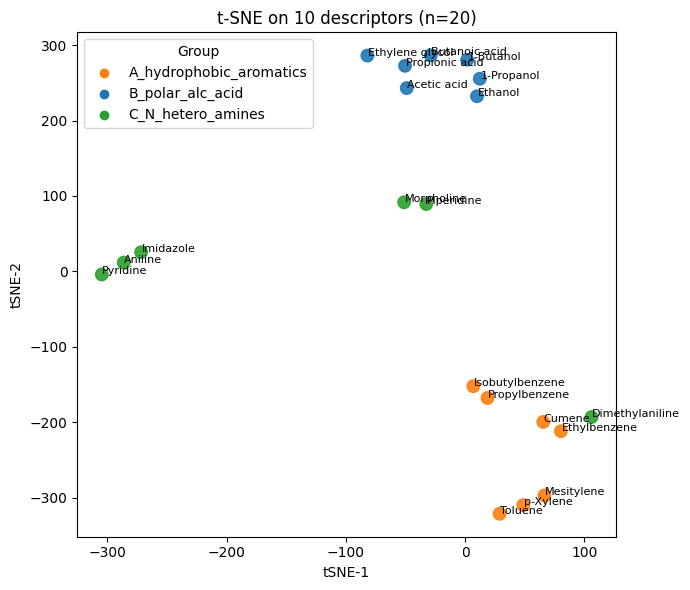 t-SNE on 10 descriptors (n=20)
Group
A_hydrophobic_aromatics
B_polar_alc_acid
C_N_hetero_amines
Ethylene glycol
Butanoic acid
1-Butanol
Propionic acid
1-Propanol
Acetic acid
Ethanol
Morpholine
Piperidine
Imidazole
Aniline
Pyridine
Isobutylbenzene
Propylbenzene
Dimethylaniline
Cumene
Ethylbenzene
Mesitylene
p-Xylene
Toluene
300
200
100
0
−100
−200
−300
tSNE-2
−300
−200
−100
0
100
tSNE-1